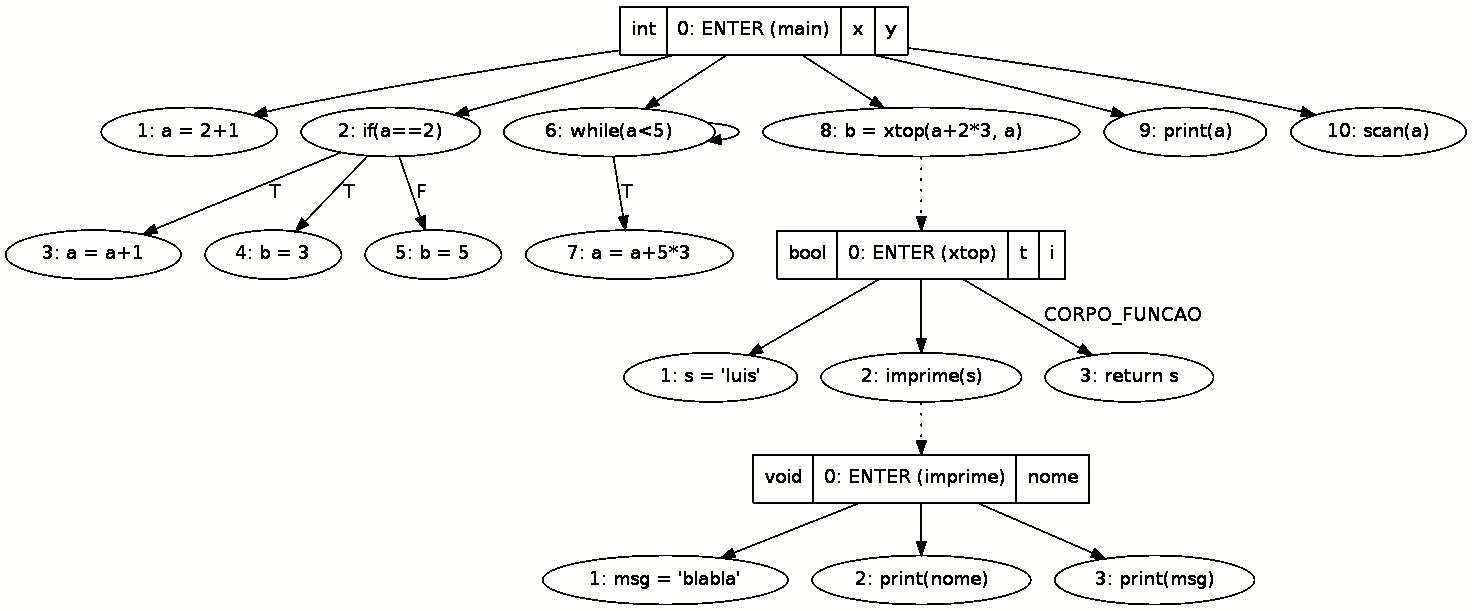 int 0: ENTER (main) x y
1: a = 2+1
2: if(a==2)
6: while(a<5)
8: b = xtop(a+2*3, a)
9: print(a)
10: scan(a)
T
T
F
T
3: a = a+1
4: b = 3
5: b = 5
7: a = a+5*3
bool 0: ENTER (xtop) t i
CORPO_FUNCAO
1: s = 'luis'
2: imprime(s)
3: return s
void 0: ENTER (imprime) nome
1: msg = 'blabla'
2: print(nome)
3: print(msg)